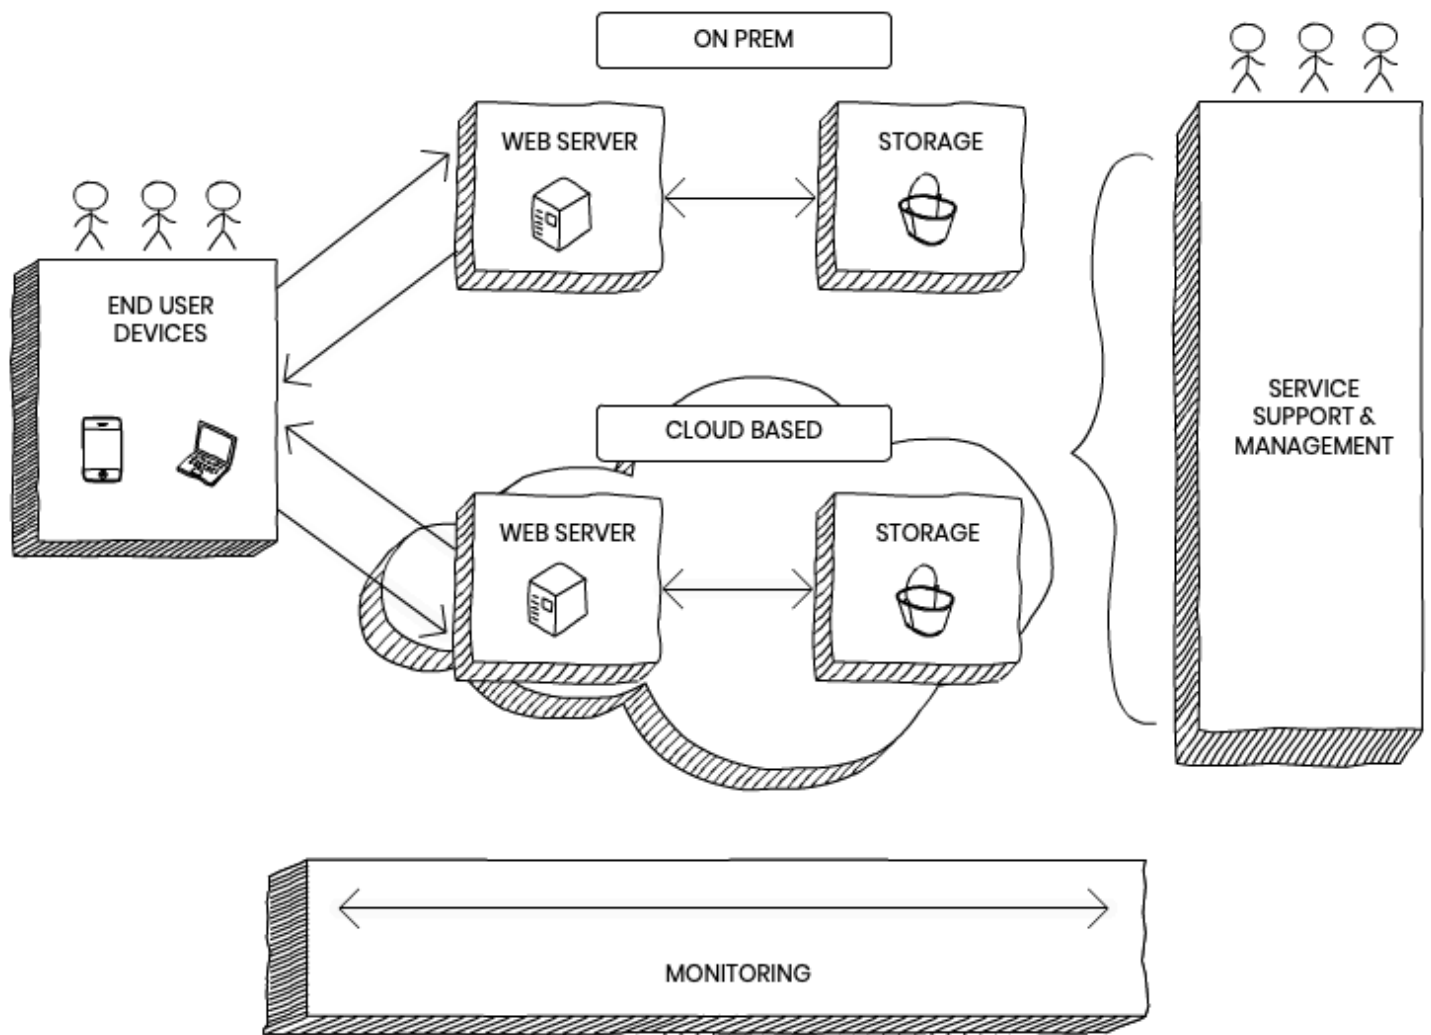 ON PREM
WEB SERVER
STORAGE
END USER
DEVICES
CLOUD BASED
WEB SERVER
STORAGE
SERVICE
SUPPORT &
MANAGEMENT
MONITORING